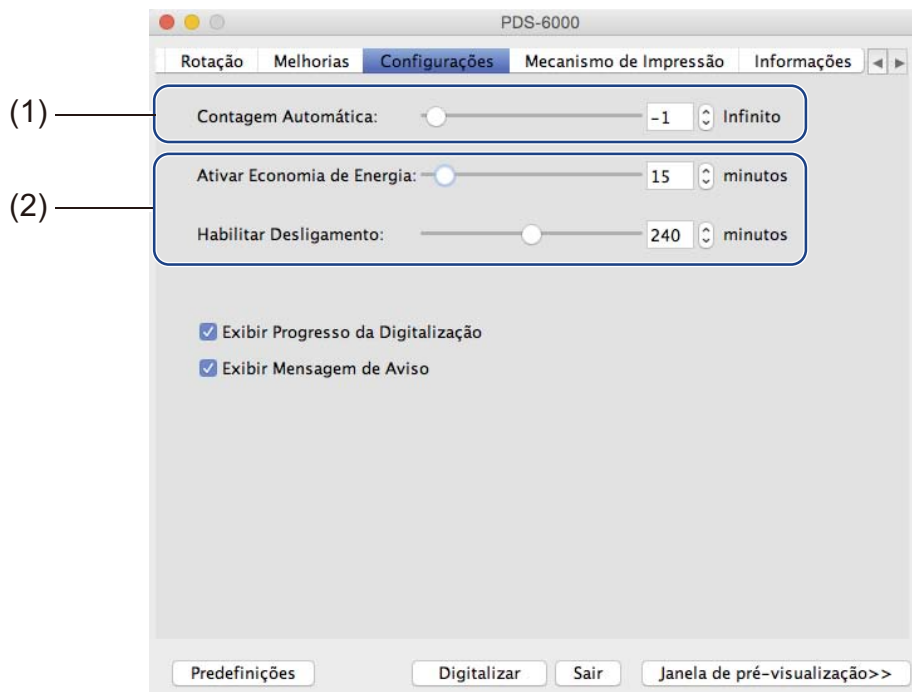 PDS-6000
Rotação Melhorias Configurações Mecanismo de Impressão Informações
(1) Contagem Automática: -1 Infinito
(2) Ativar Economia de Energia: 15 minutos
Habilitar Desligamento: 240 minutos
Exibir Progresso da Digitalização
Exibir Mensagem de Aviso
Predefinições Digitalizar Sair Janela de pré-visualização>>